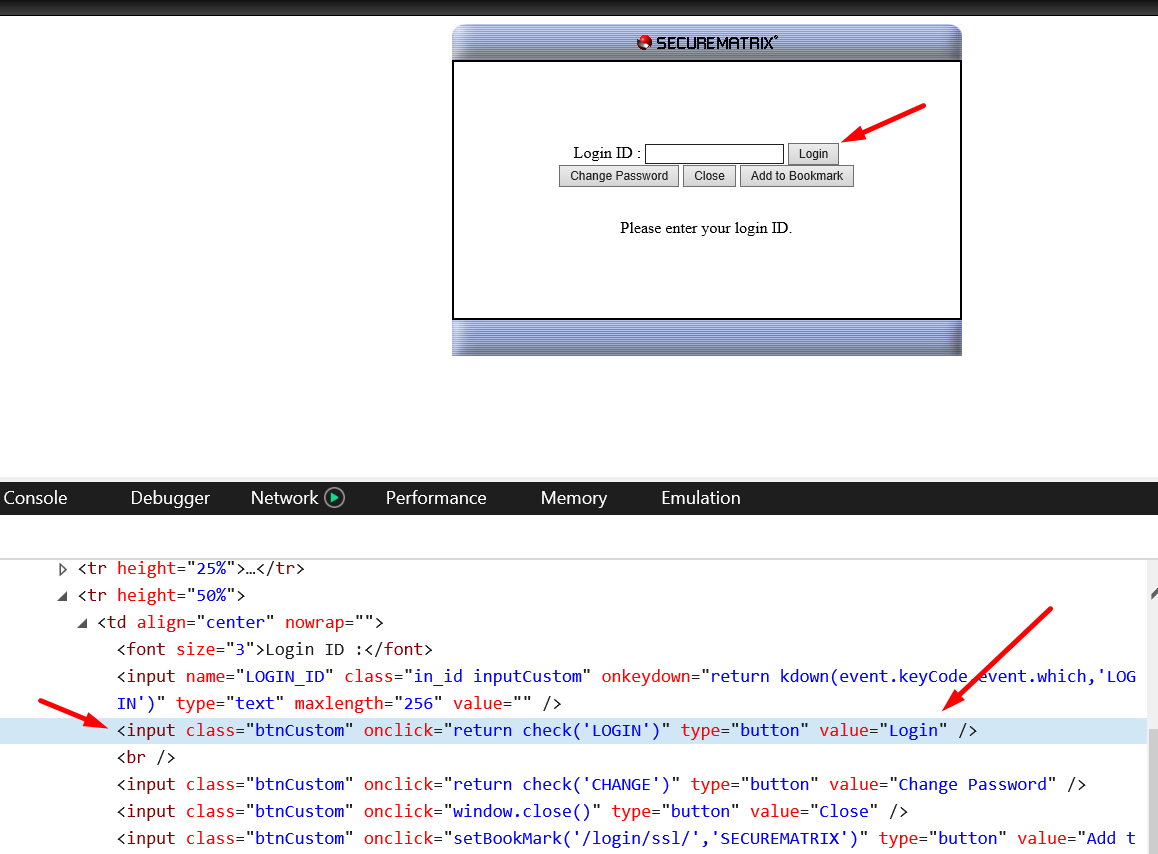 SECUREMATRIX®
Login ID : Login
Change Password Close Add to Bookmark
Please enter your login ID.
Console Debugger Network Performance Memory Emulation
<tr height="25%">…</tr>
<tr height="50%">
<td align="center" nowrap="">
<font size="3">Login ID :</font>
<input name="LOGIN_ID" class="in_id inputCustom" onkeydown="return kdown(event.keyCode,event.which,'LOG
IN')" type="text" maxlength="256" value="" />
<input class="btnCustom" onclick="return check('LOGIN')" type="button" value="Login" />
<br />
<input class="btnCustom" onclick="return check('CHANGE')" type="button" value="Change Password" />
<input class="btnCustom" onclick="window.close()" type="button" value="Close" />
<input class="btnCustom" onclick="setBookMark('/login/ssl/','SECUREMATRIX')" type="button" value="Add t